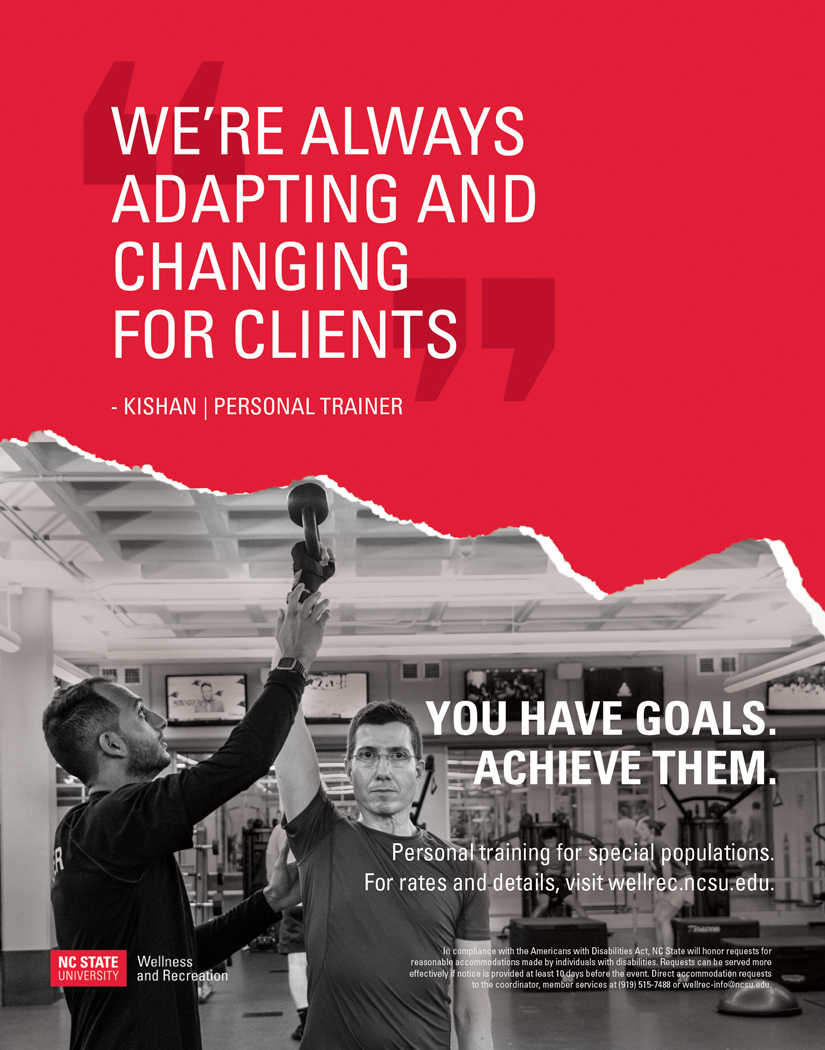 WE’RE ALWAYS
ADAPTING AND
CHANGING
FOR CLIENTS
- KISHAN | PERSONAL TRAINER
YOU HAVE GOALS.
ACHIEVE THEM.
Personal training for special populations.
For rates and details, visit wellrec.ncsu.edu.
In compliance with the Americans with Disabilities Act, NC State will honor requests for
reasonable accommodations made by individuals with disabilities. Requests can be served more
effectively if notice is provided at least 10 days before the event. Direct accommodation requests
to the coordinator, member services at (919) 515-7488 or wellrec-info@ncsu.edu.
NC STATE
UNIVERSITY
Wellness
and Recreation